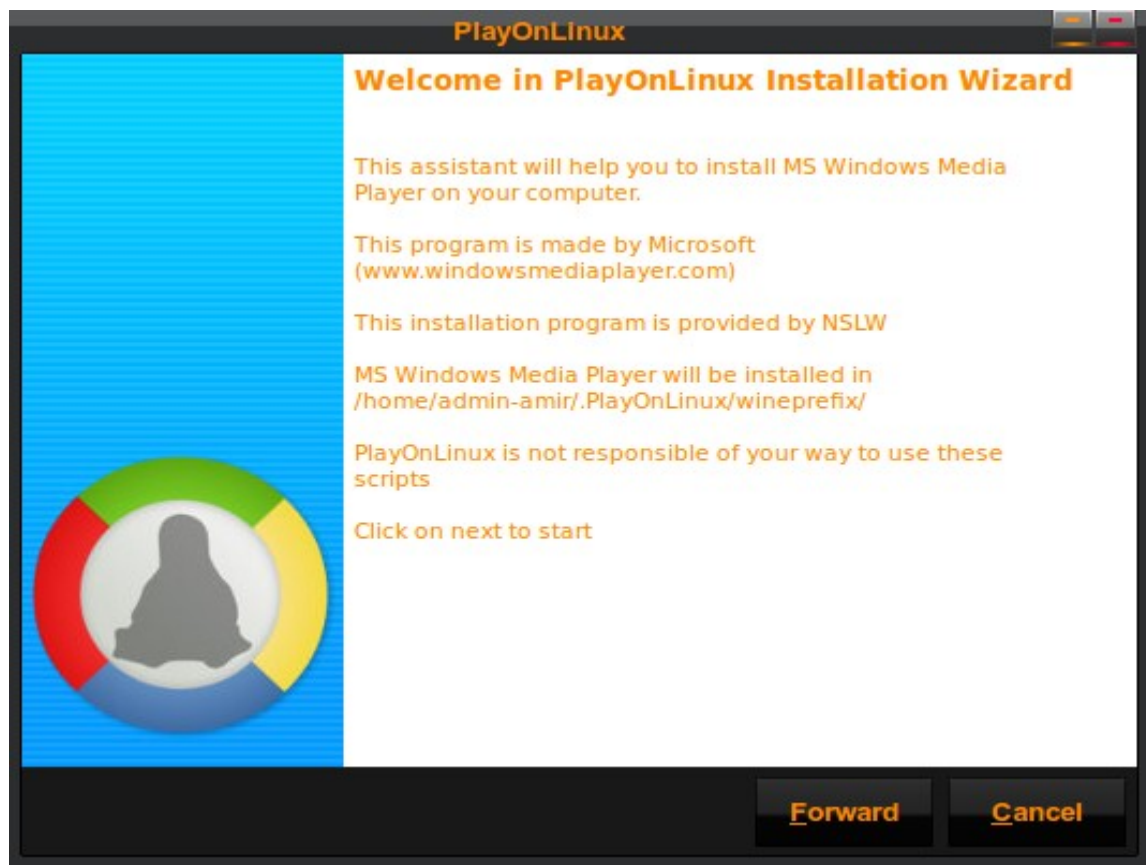 PlayOnLinux
Welcome in PlayOnLinux Installation Wizard
This assistant will help you to install MS Windows Media
Player on your computer.
This program is made by Microsoft
(www.windowsmediaplayer.com)
This installation program is provided by NSLW
MS Windows Media Player will be installed in
/home/admin-amir/.PlayOnLinux/wineprefix/
PlayOnLinux is not responsible of your way to use these
scripts
Click on next to start
Forward
Cancel